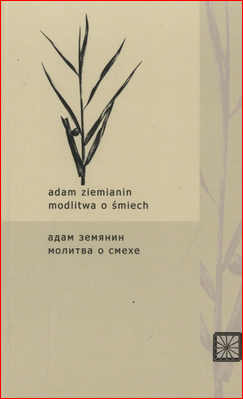 adam ziemianin
modlitwa o śmiech
адам земянин
молитва о смехе